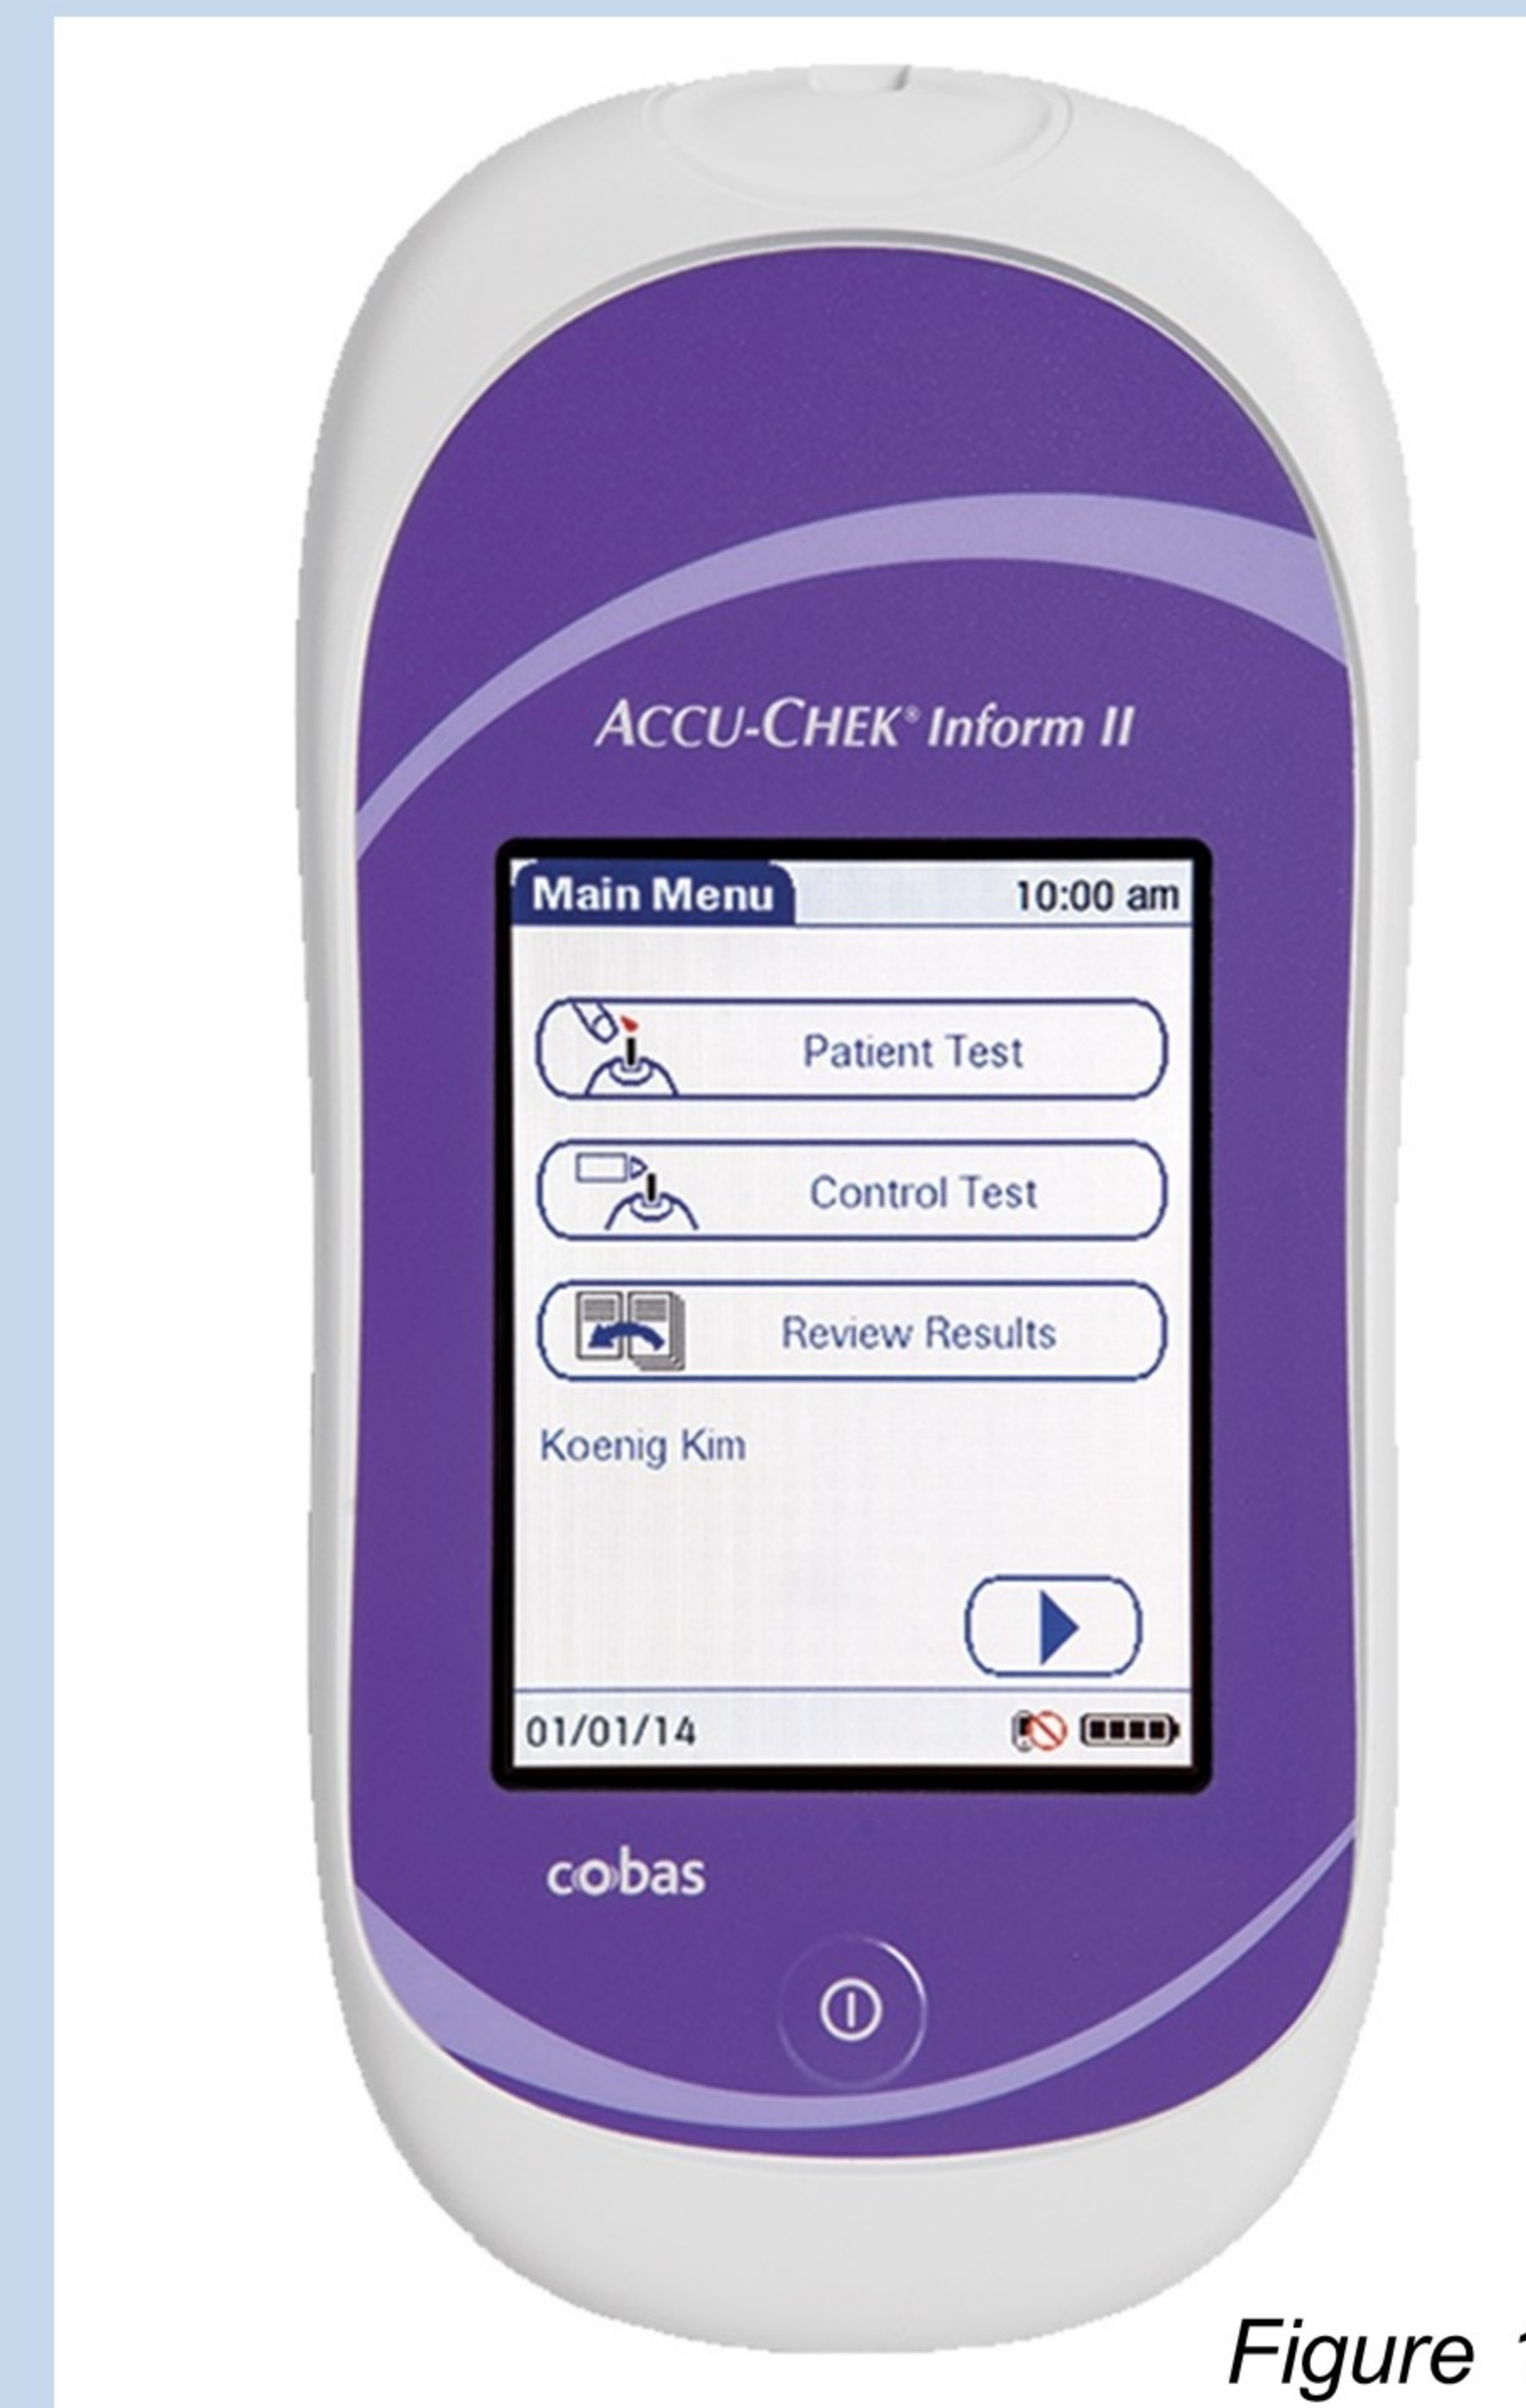 ACCU-CHEK® Inform II
Main Menu 10:00 am
Patient Test
Control Test
Review Results
Koenig Kim
01/01/14
cobas
Figure 1